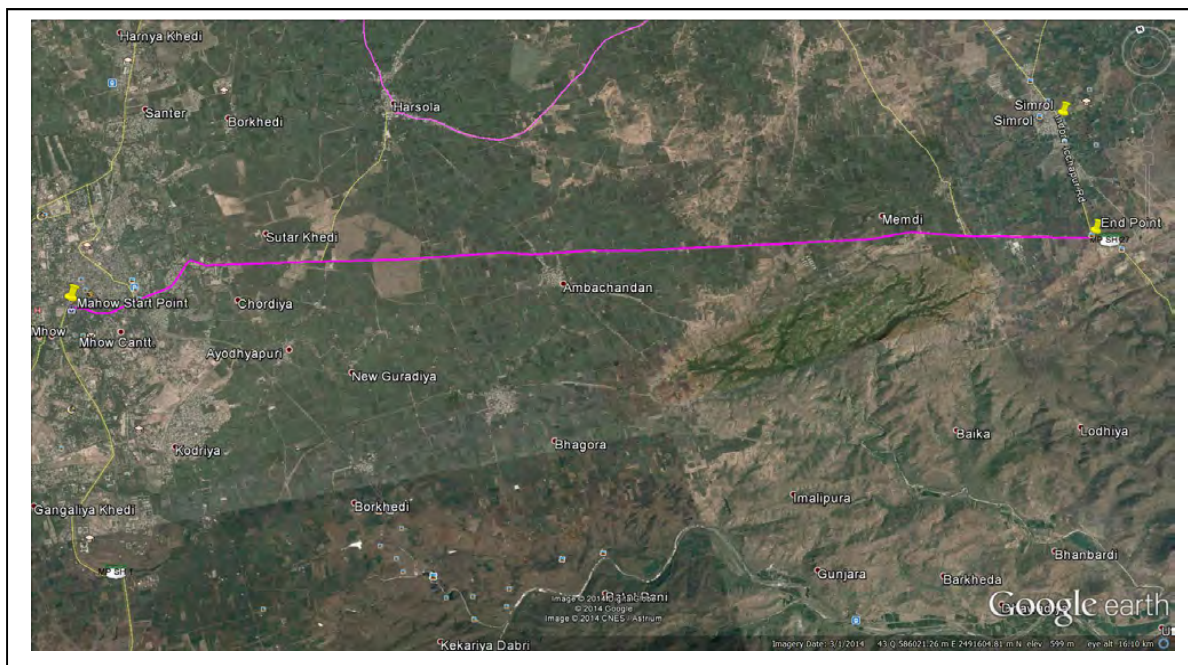 Harnya Khedi
Santer
Borkhedi
Harsola
Simrol
Simrol
Sutar Khedi
Memdi
End Point
Mahow Start Point
Chordiya
Ambachandan
Mhow
Mhow Cantt.
Ayodhyapuri
New Guradiya
Kodriya
Bhagora
Baika
Lodhiya
Gangaliya Khedi
Borkhedi
Imalipura
Bhanbardi
Gunjara
Barkheda
© 2014 Google
Image © 2014 CNES / Astrium
Google earth
Kekariya Dabri
Imagery Date: 3/1/2014 43 Q 586021.26 m E 2491604.81 m N elev 599 m eye alt 16.10 km